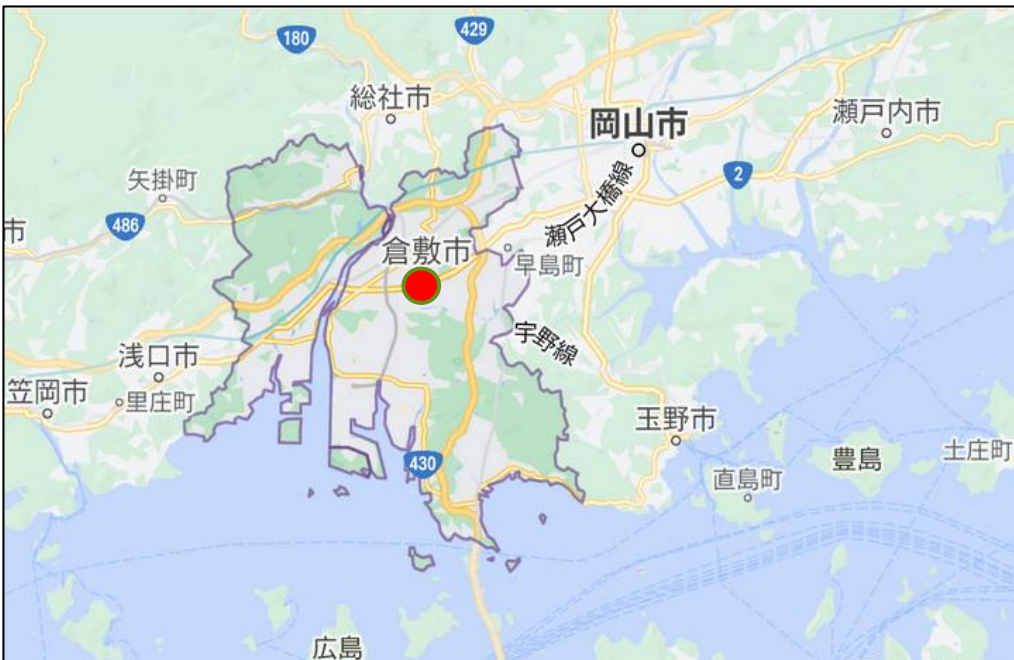 429
180
総社市
岡山市
瀬戸内市
矢掛町
2
瀬戸大橋線
486
市
倉敷市
早島町
宇野線
浅口市
笠岡市
里庄町
玉野市
430
豊島
土庄町
直島町
広島